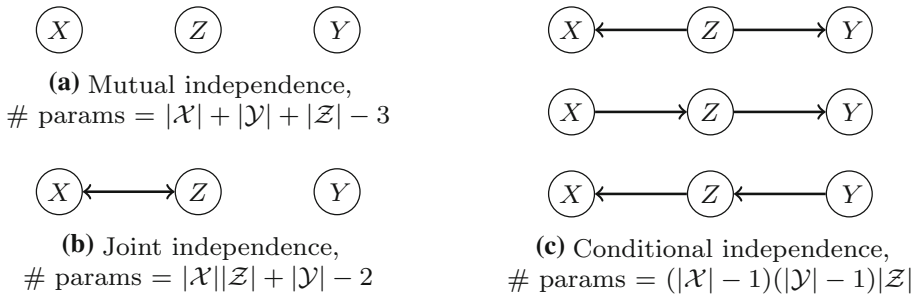 X Z Y
(a) Mutual independence,
# params = |𝒳| + |𝒴| + |𝒵| − 3
X Z Y
(b) Joint independence,
# params = |𝒳||𝒵| + |𝒴| − 2
X Z Y
X Z Y
X Z Y
(c) Conditional independence,
# params = (|𝒳| − 1)(|𝒴| − 1)|𝒵|